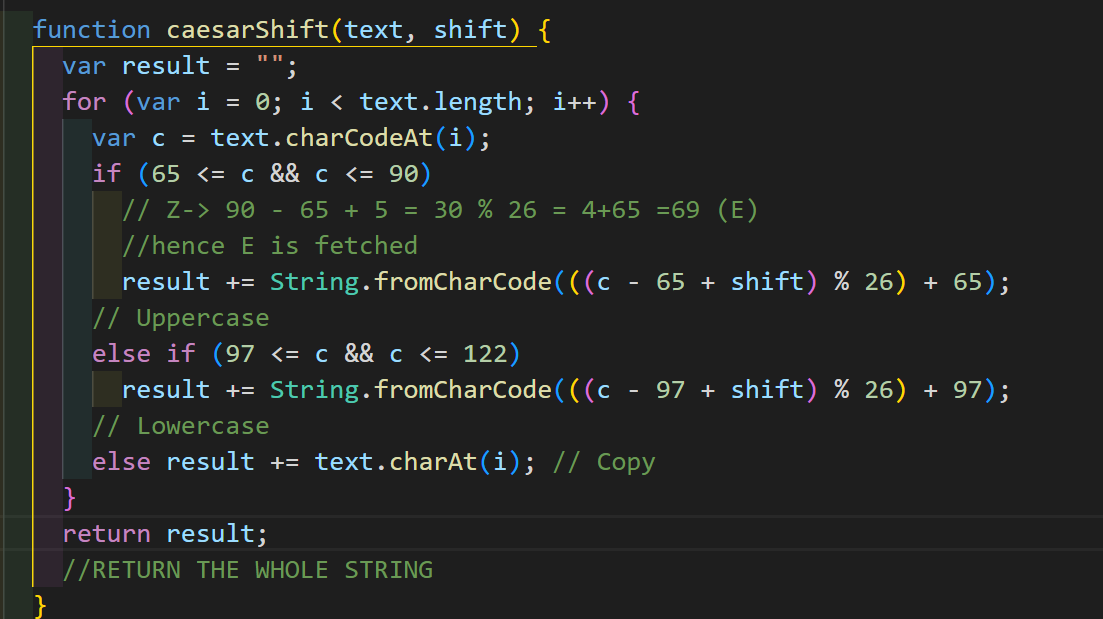 function caesarShift(text, shift) {
var result = "";
for (var i = 0; i < text.length; i++) {
var c = text.charCodeAt(i);
if (65 <= c && c <= 90)
// Z-> 90 - 65 + 5 = 30 % 26 = 4+65 =69 (E)
//hence E is fetched
result += String.fromCharCode(((c - 65 + shift) % 26) + 65);
// Uppercase
else if (97 <= c && c <= 122)
result += String.fromCharCode(((c - 97 + shift) % 26) + 97);
// Lowercase
else result += text.charAt(i); // Copy
}
return result;
//RETURN THE WHOLE STRING
}